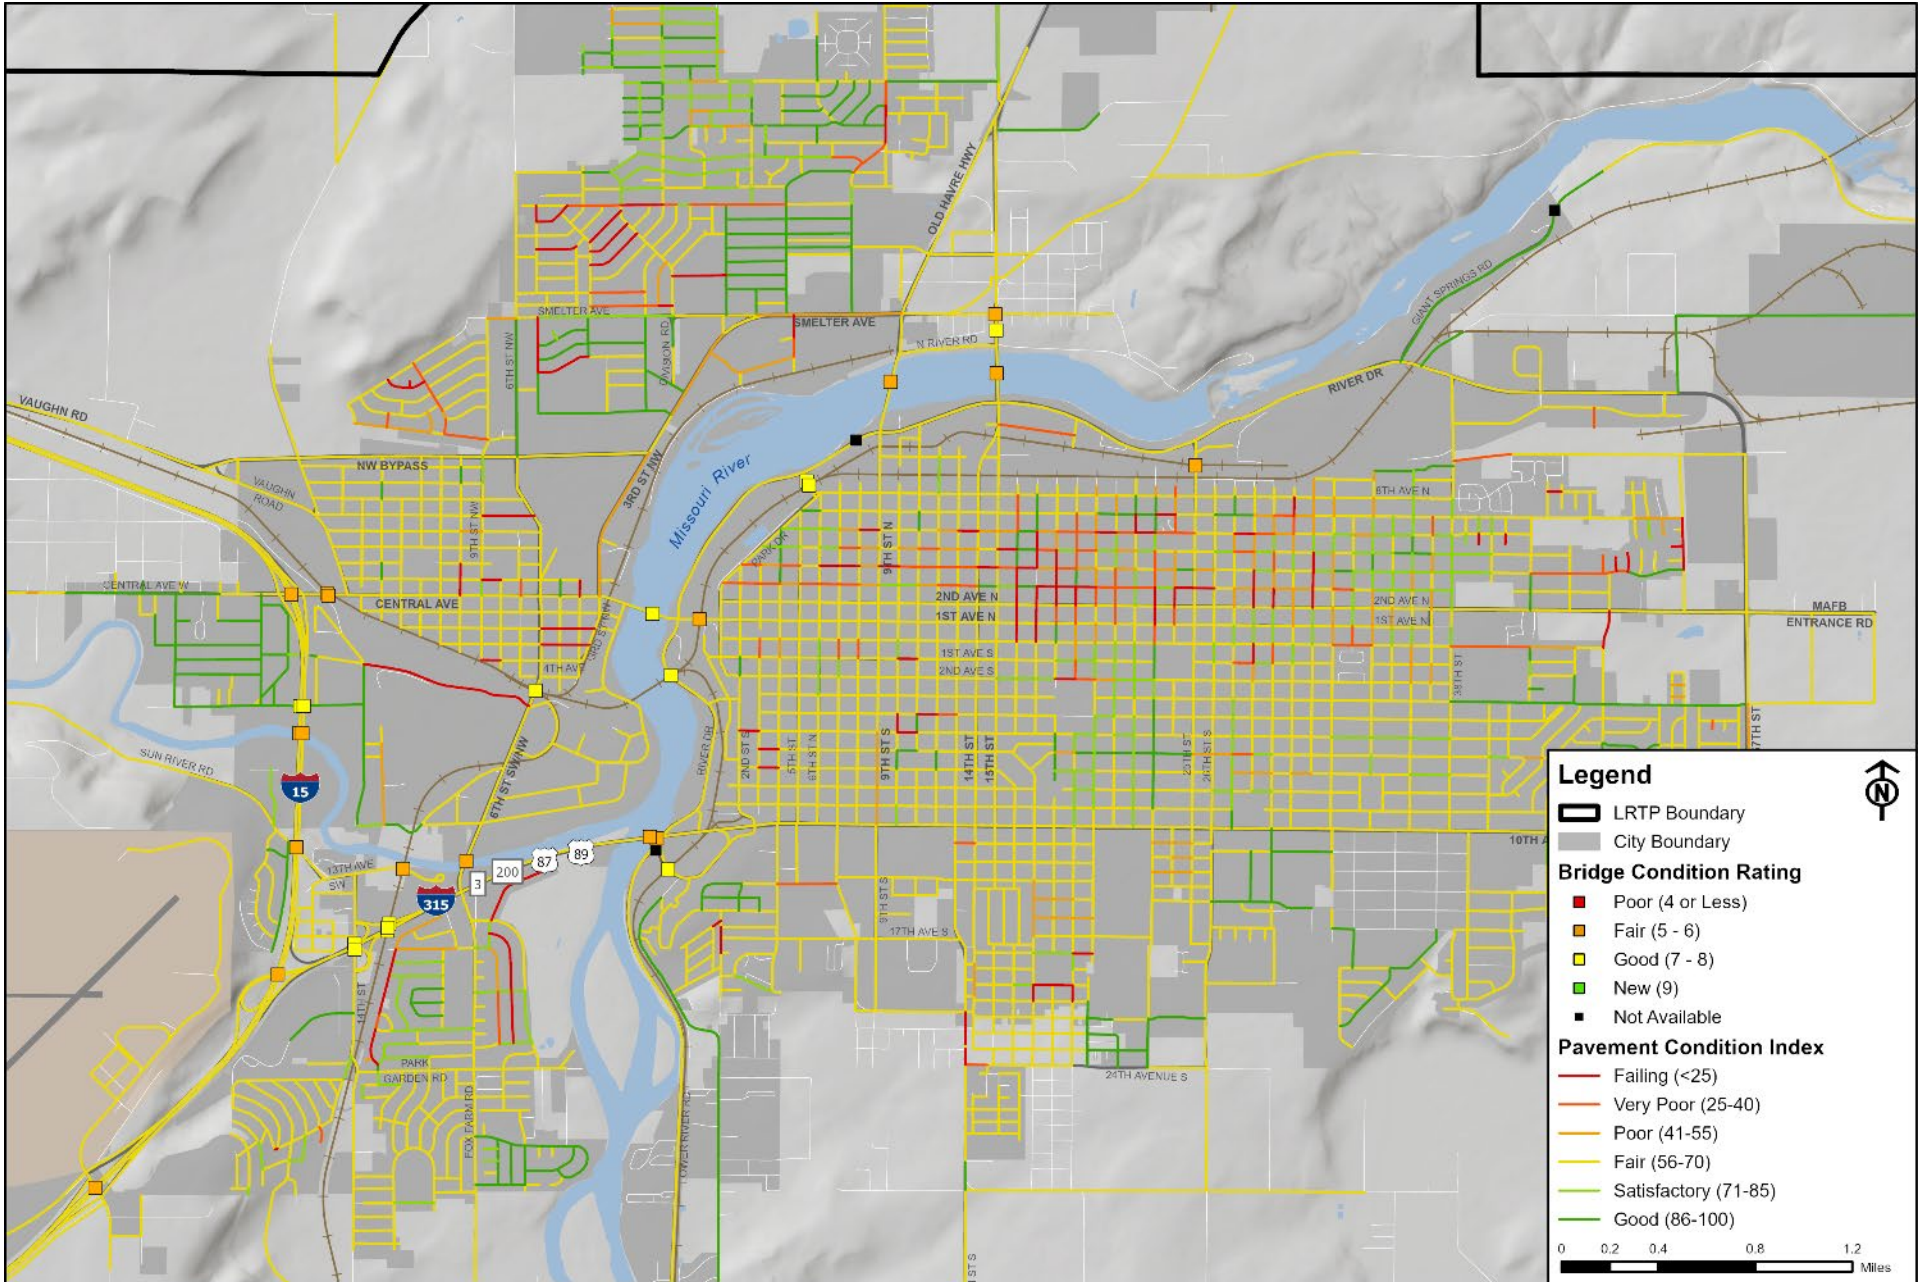 OLD HAVRE HWY
GIANT SPRINGS RD
SMELTER AVE
SMELTER AVE
N RIVER RD
6TH ST NW
DIVISION RD
RIVER DR
VAUGHN RD
NW BYPASS
VAUGHN
ROAD
3RD ST NW
Missouri River
9TH ST NW
8TH AVE N
PARK DR
9TH ST N
CENTRAL AVE W
CENTRAL AVE
2ND AVE N
1ST AVE N
2ND AVE N
1ST AVE N
MAFB
ENTRANCE RD
3RD ST NW
4TH AVE
1ST AVE S
2ND AVE S
38TH ST
SUN RIVER RD
15
6TH ST SW/NW
RIVER DR
2ND ST S
5TH ST
6TH ST N
9TH ST S
14TH ST
15TH ST
25TH ST
26TH ST S
57TH ST
10TH A
13TH AVE
SW
315
3
200
87
89
9TH ST S
17TH AVE S
14TH ST
PARK
GARDEN RD
FOX FARM RD
LOWER RIVER RD
24TH AVENUE S
Legend
N
LRTP Boundary
City Boundary
Bridge Condition Rating
Poor (4 or Less)
Fair (5 - 6)
Good (7 - 8)
New (9)
Not Available
Pavement Condition Index
Failing (<25)
Very Poor (25-40)
Poor (41-55)
Fair (56-70)
Satisfactory (71-85)
Good (86-100)
0 0.2 0.4 0.8 1.2
Miles